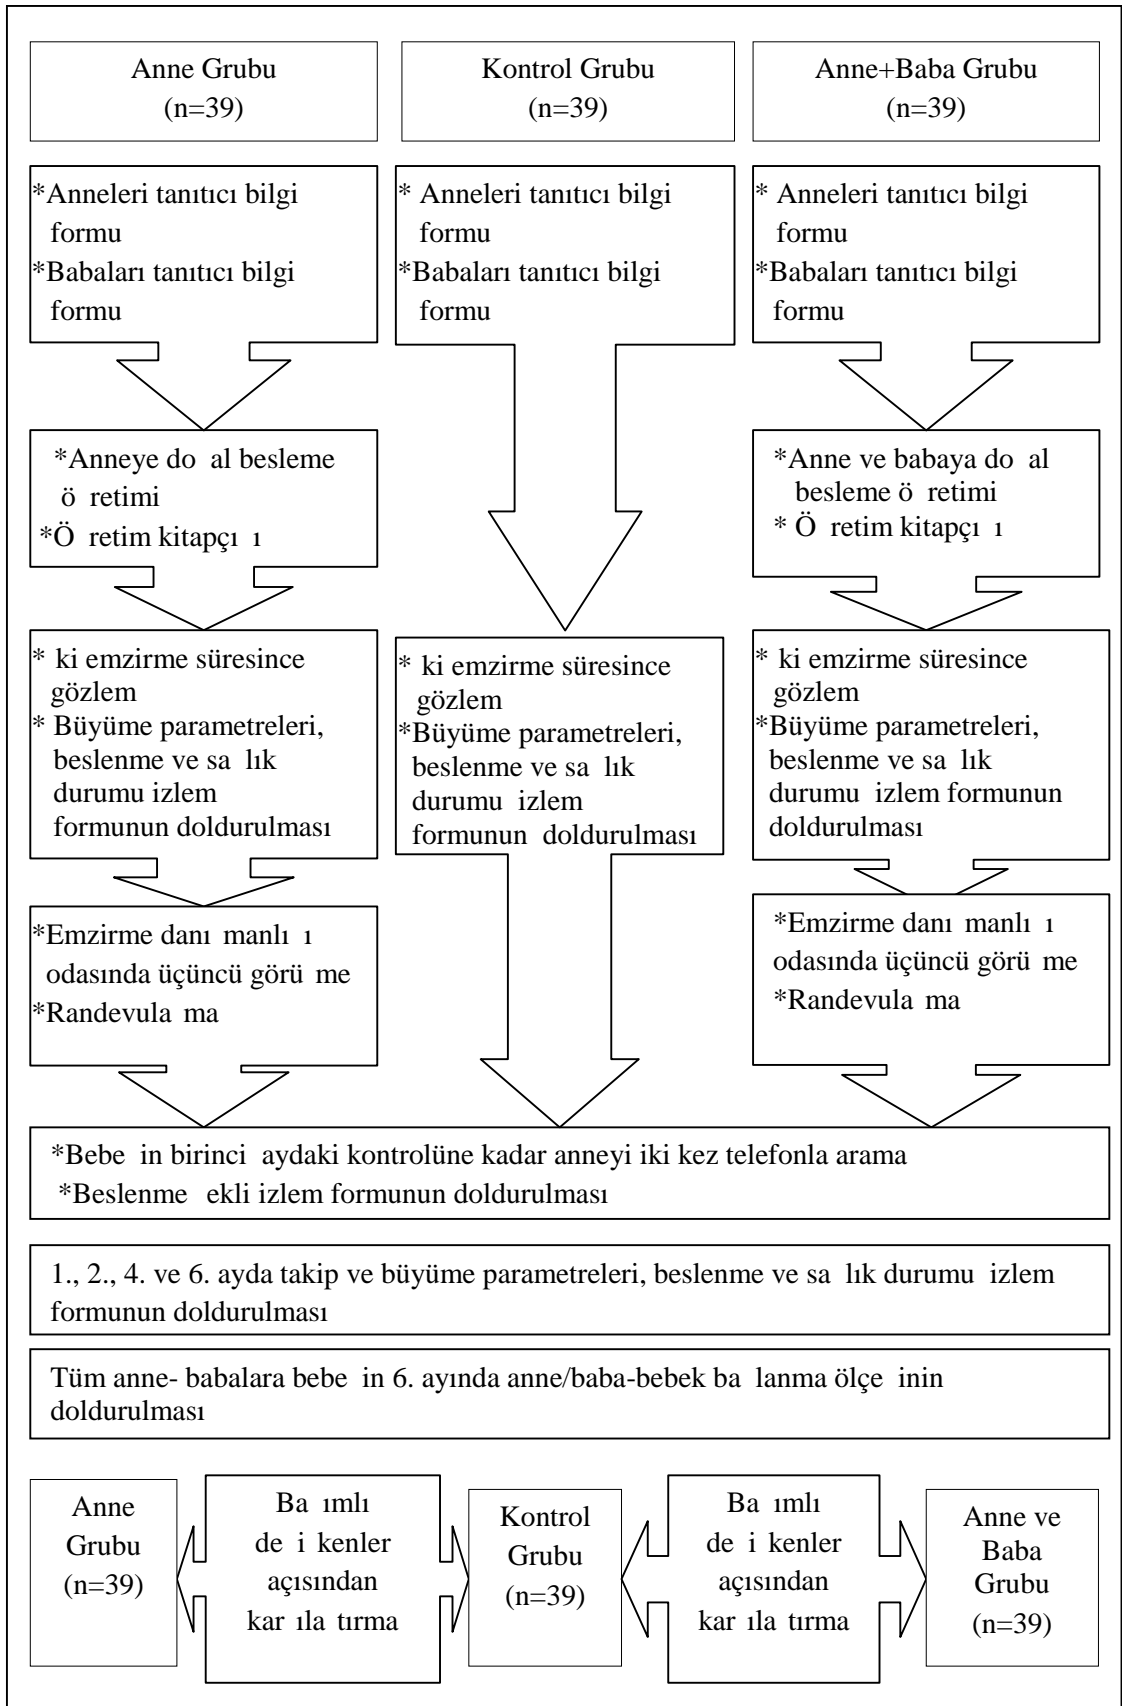 Anne Grubu
(n=39)
Kontrol Grubu
(n=39)
Anne+Baba Grubu
(n=39)
*Anneleri tanıtıcı bilgi
formu
*Babaları tanıtıcı bilgi
formu
* Anneleri tanıtıcı bilgi
formu
*Babaları tanıtıcı bilgi
formu
* Anneleri tanıtıcı bilgi
formu
*Babaları tanıtıcı bilgi
formu
*Anneye do al besleme
ö retimi
*Ö retim kitapçı ı
*Anne ve babaya do al
besleme ö retimi
* Ö retim kitapçı ı
* ki emzirme süresince
gözlem
* Büyüme parametreleri,
beslenme ve sa lık
durumu izlem
formunun doldurulması
* ki emzirme süresince
gözlem
*Büyüme parametreleri,
beslenme ve sa lık
durumu izlem
formunun doldurulması
* ki emzirme süresince
gözlem
*Büyüme parametreleri,
beslenme ve sa lık
durumu izlem formunun
doldurulması
*Emzirme danı manlı ı
odasında üçüncü görü me
*Randevula ma
*Emzirme danı manlı ı
odasında üçüncü görü me
*Randevula ma
*Bebe in birinci aydaki kontrolüne kadar anneyi iki kez telefonla arama
*Beslenme ekli izlem formunun doldurulması
1., 2., 4. ve 6. ayda takip ve büyüme parametreleri, beslenme ve sa lık durumu izlem
formunun doldurulması
Tüm anne- babalara bebe in 6. ayında anne/baba-bebek ba lanma ölçe inin
doldurulması
Anne
Grubu
(n=39)
Ba ımlı
de i kenler
açısından
kar ıla tırma
Kontrol
Grubu
(n=39)
Ba ımlı
de i kenler
açısından
kar ıla tırma
Anne ve
Baba
Grubu
(n=39)